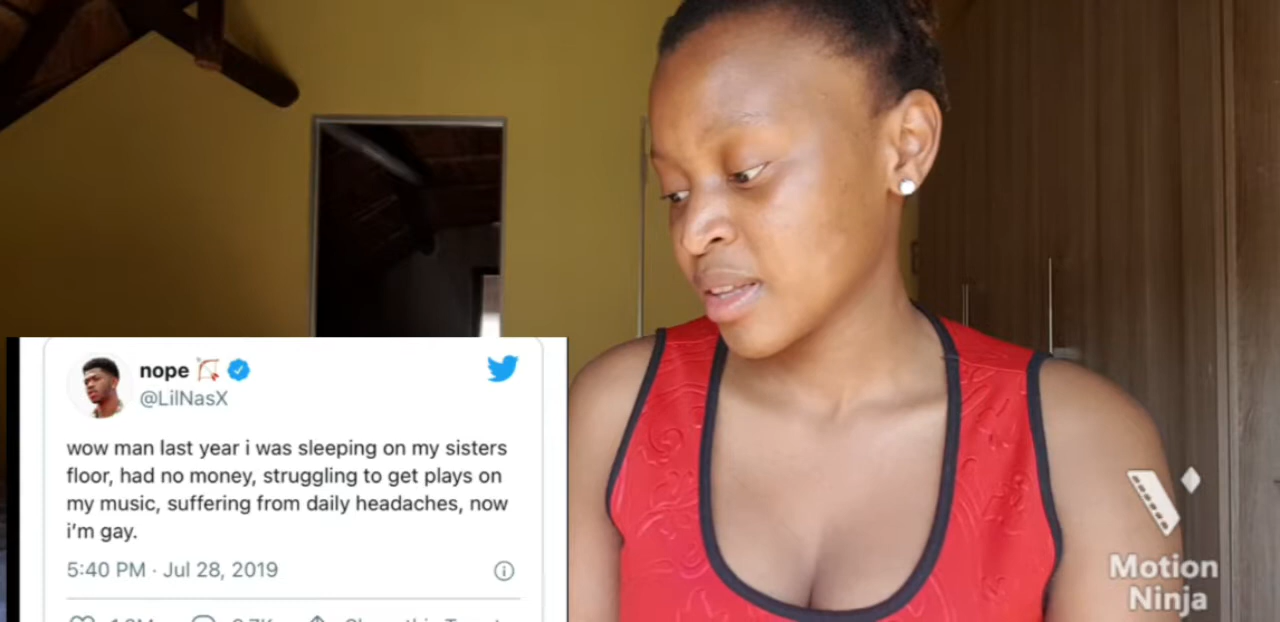 nope
@LilNasX
wow man last year i was sleeping on my sisters
floor, had no money, struggling to get plays on
my music, suffering from daily headaches, now
i'm gay.
5:40 PM · Jul 28, 2019
Motion
Ninja